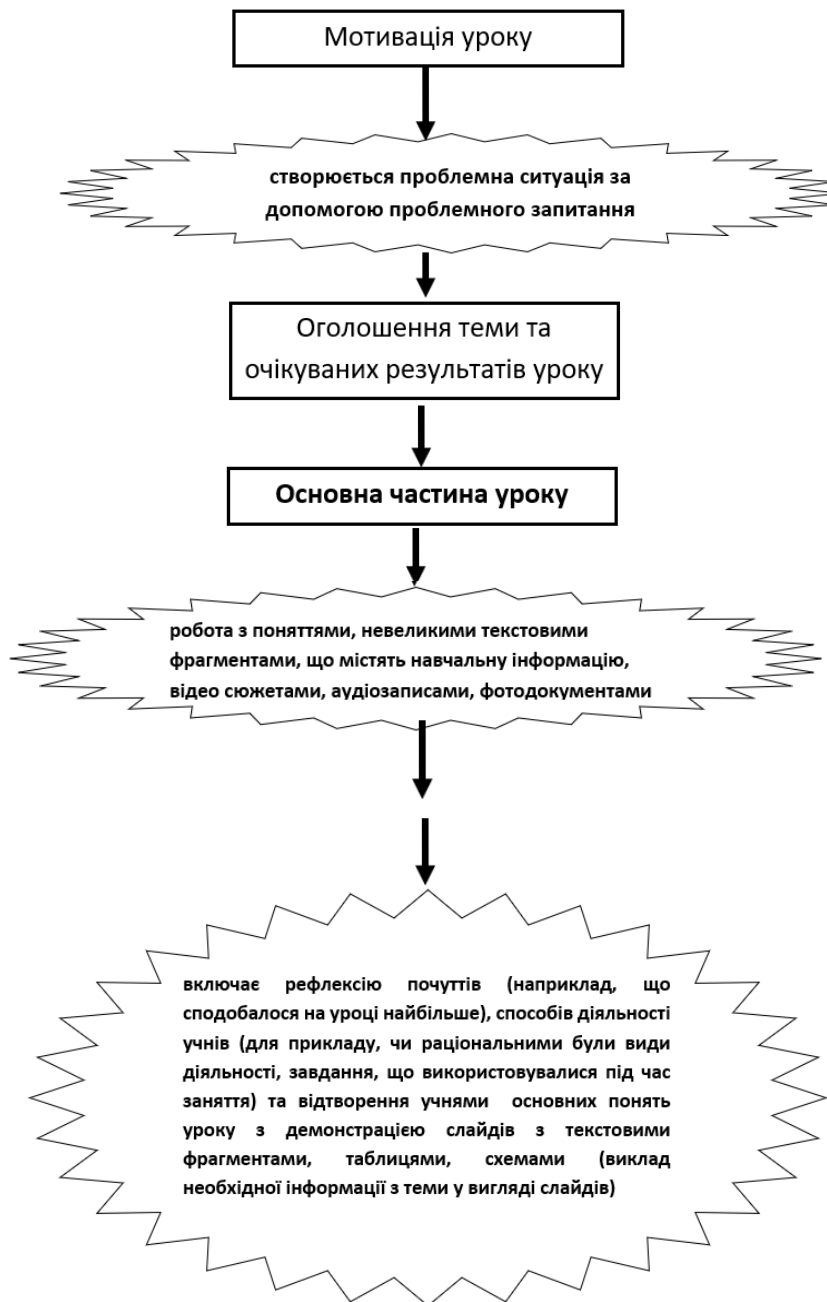 Мотивація уроку
створюється проблемна ситуація за
допомогою проблемного запитання
Оголошення теми та
очікуваних результатів уроку
Основна частина уроку
робота з поняттями, невеликими текстовими
фрагментами, що містять навчальну інформацію,
відео сюжетами, аудіозаписами, фотодокументами
включає рефлексію почуттів (наприклад, що
сподобалося на уроці найбільше), способів діяльності
учнів (для прикладу, чи раціональними були види
діяльності, завдання, що використовувалися під час
заняття) та відтворення учнями основних понять
уроку з демонстрацією слайдів з текстовими
фрагментами, таблицями, схемами (виклад
необхідної інформації з теми у вигляді слайдів)